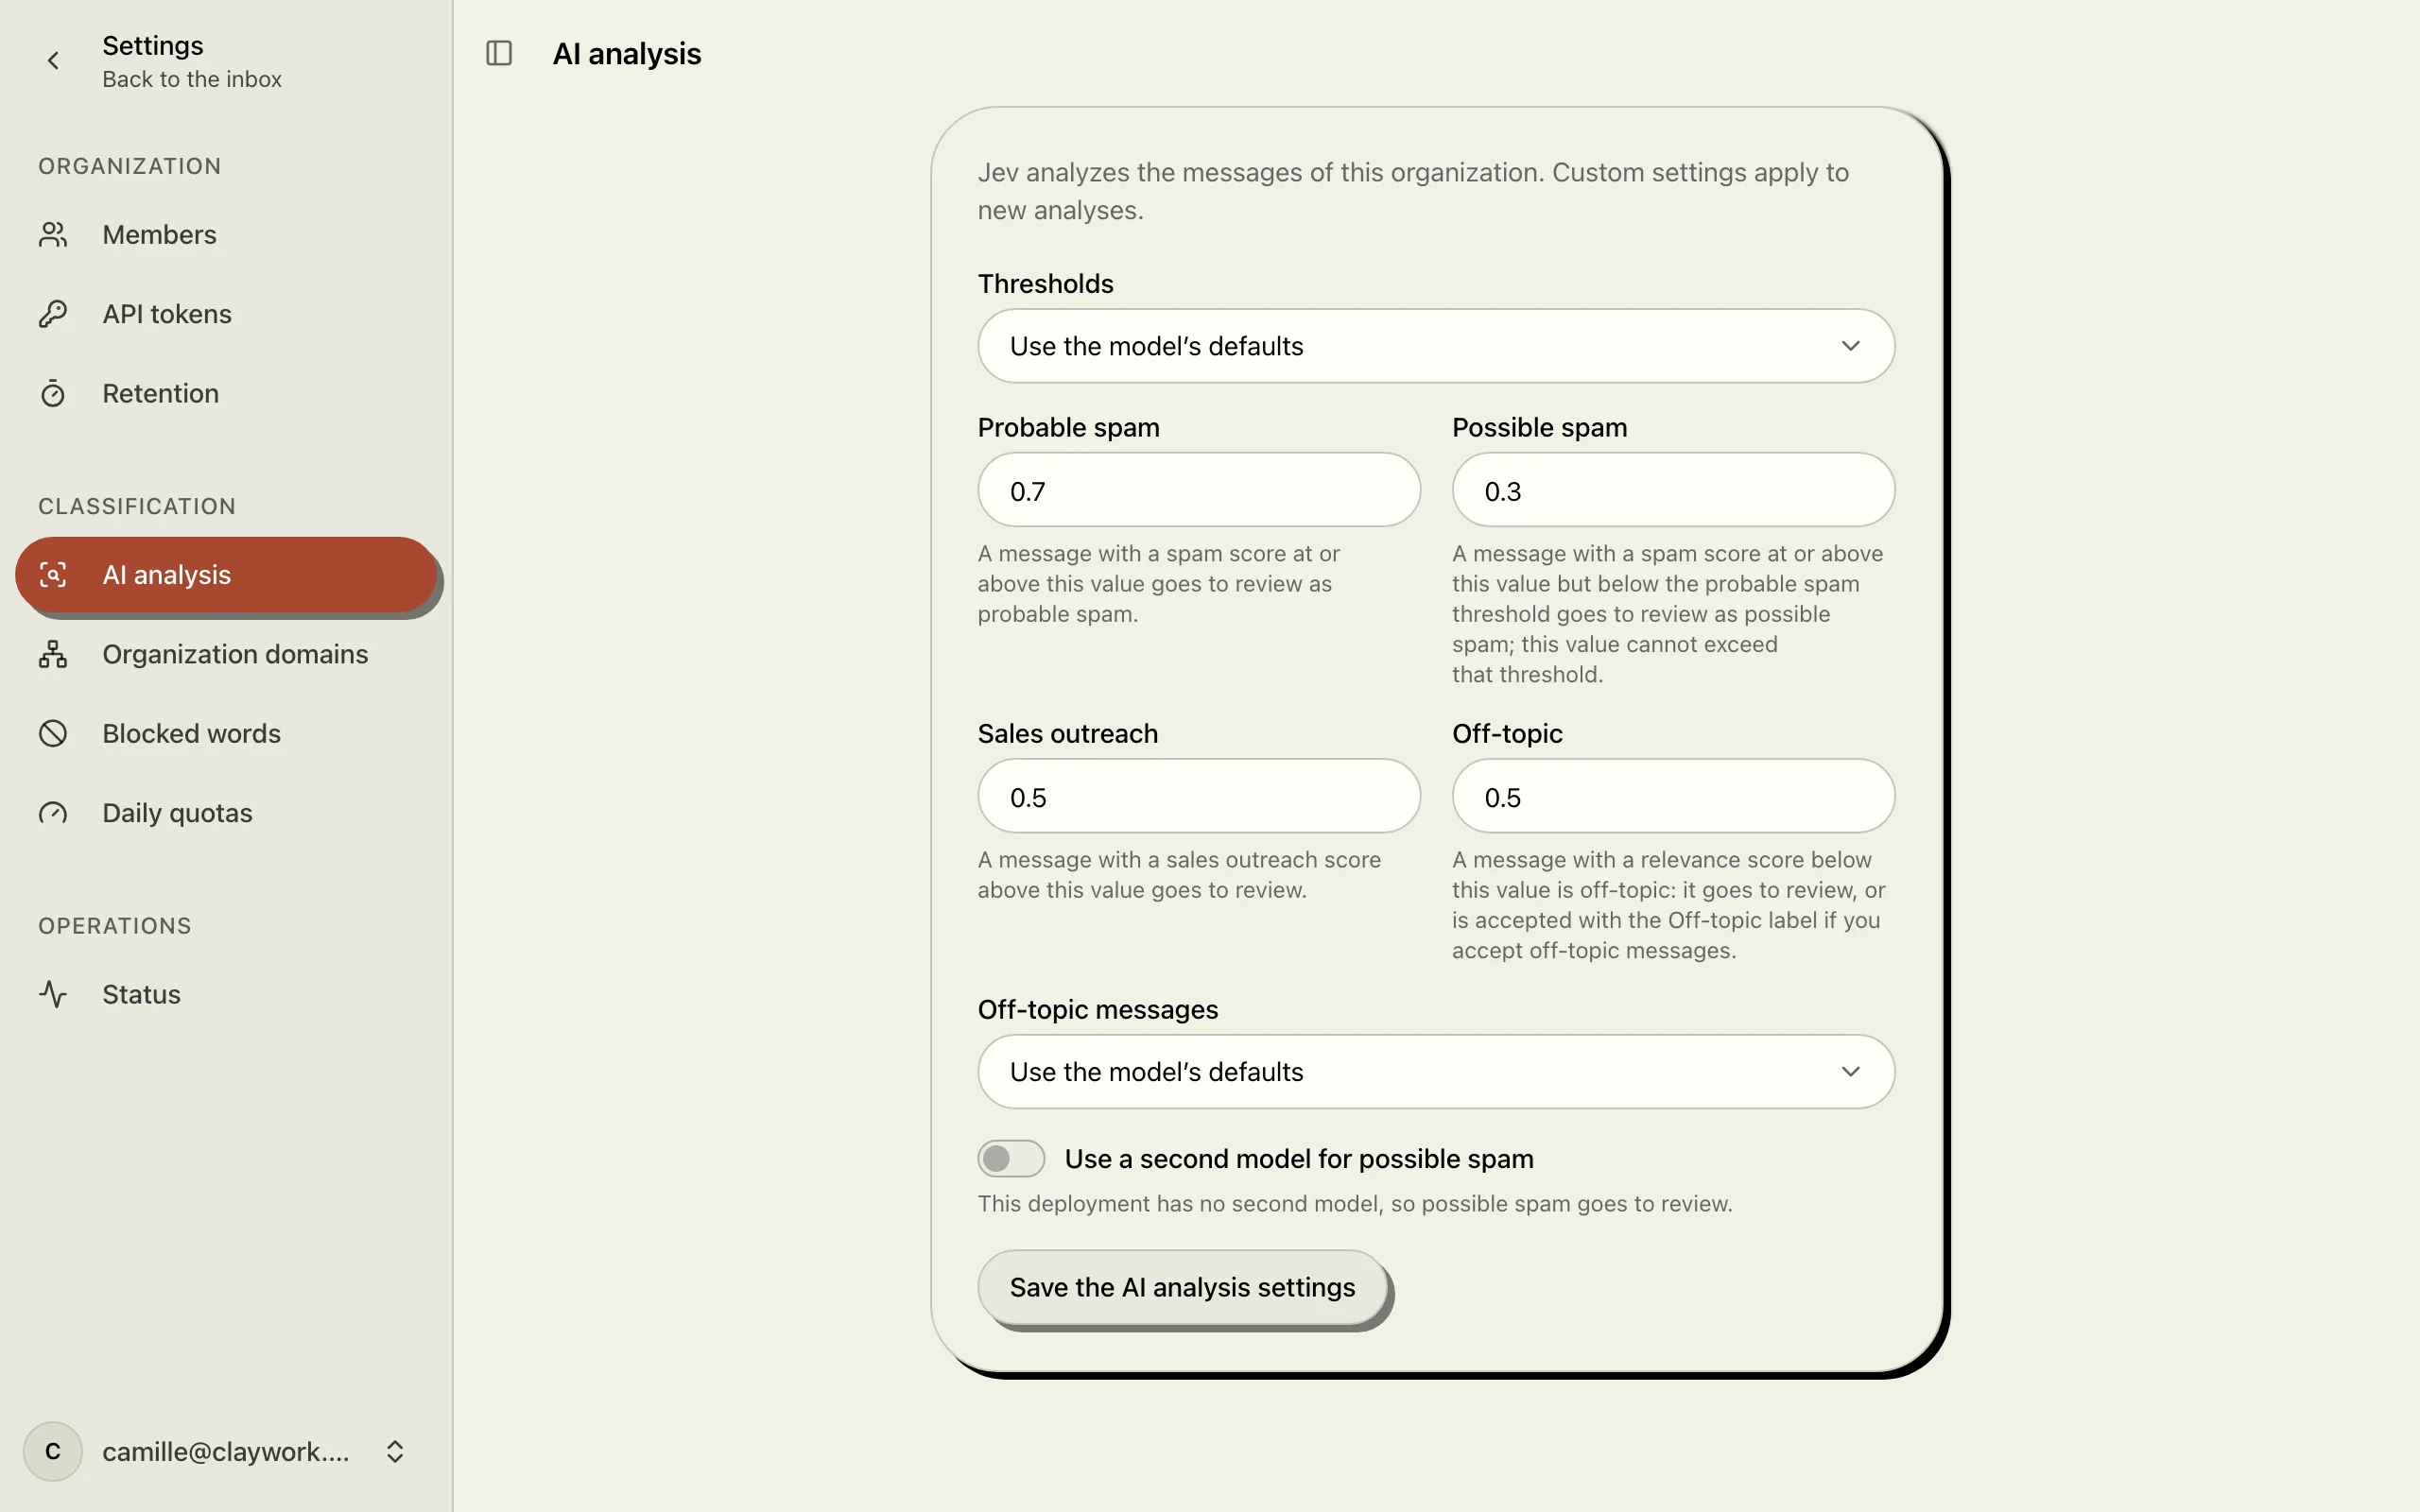 Settings
Back to the inbox
ORGANIZATION
Members
API tokens
Retention
CLASSIFICATION
AI analysis
Organization domains
Blocked words
Daily quotas
OPERATIONS
Status
C
camille@claywork....
AI analysis
Jev analyzes the messages of this organization. Custom settings apply to
new analyses.
Thresholds
Use the model’s defaults
Probable spam
0.7
A message with a spam score at or
above this value goes to review as
probable spam.
Possible spam
0.3
A message with a spam score at or above
this value but below the probable spam
threshold goes to review as possible
spam; this value cannot exceed
that threshold.
Sales outreach
0.5
A message with a sales outreach score
above this value goes to review.
Off-topic
0.5
A message with a relevance score below
this value is off-topic: it goes to review, or
is accepted with the Off-topic label if you
accept off-topic messages.
Off-topic messages
Use the model’s defaults
Use a second model for possible spam
This deployment has no second model, so possible spam goes to review.
Save the AI analysis settings